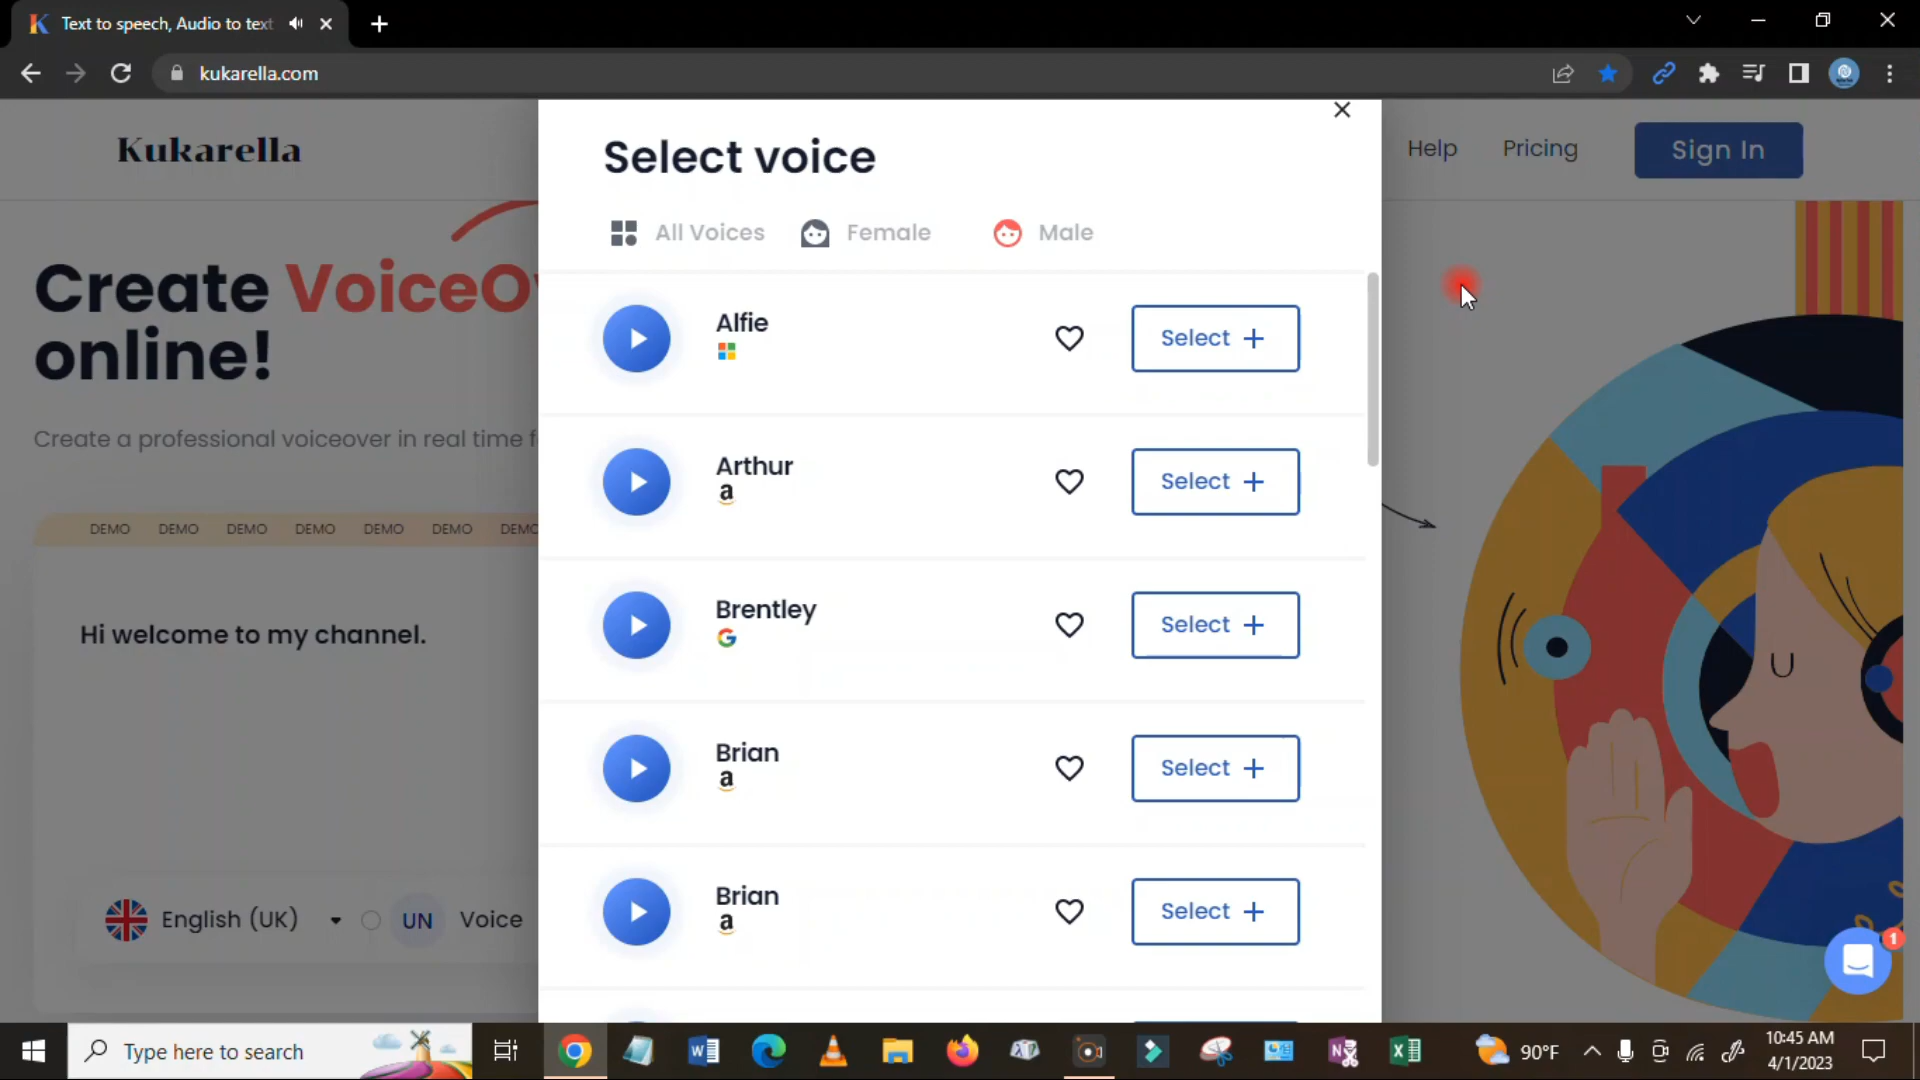 Text to speech, Audio to text
kukarella.com
Kukarella
Help
Pricing
Sign In
Create VoiceO
online!
Create a professional voiceover in real time f
DEMO DEMO DEMO DEMO DEMO DEMO DEMO
Hi welcome to my channel.
English (UK)
UN
Voice
Select voice
All Voices
Female
Male
Alfie
Select +
Arthur
a
Select +
Brentley
G
Select +
Brian
a
Select +
Brian
a
Select +
1
Type here to search
90°F
10:45 AM
4/1/2023